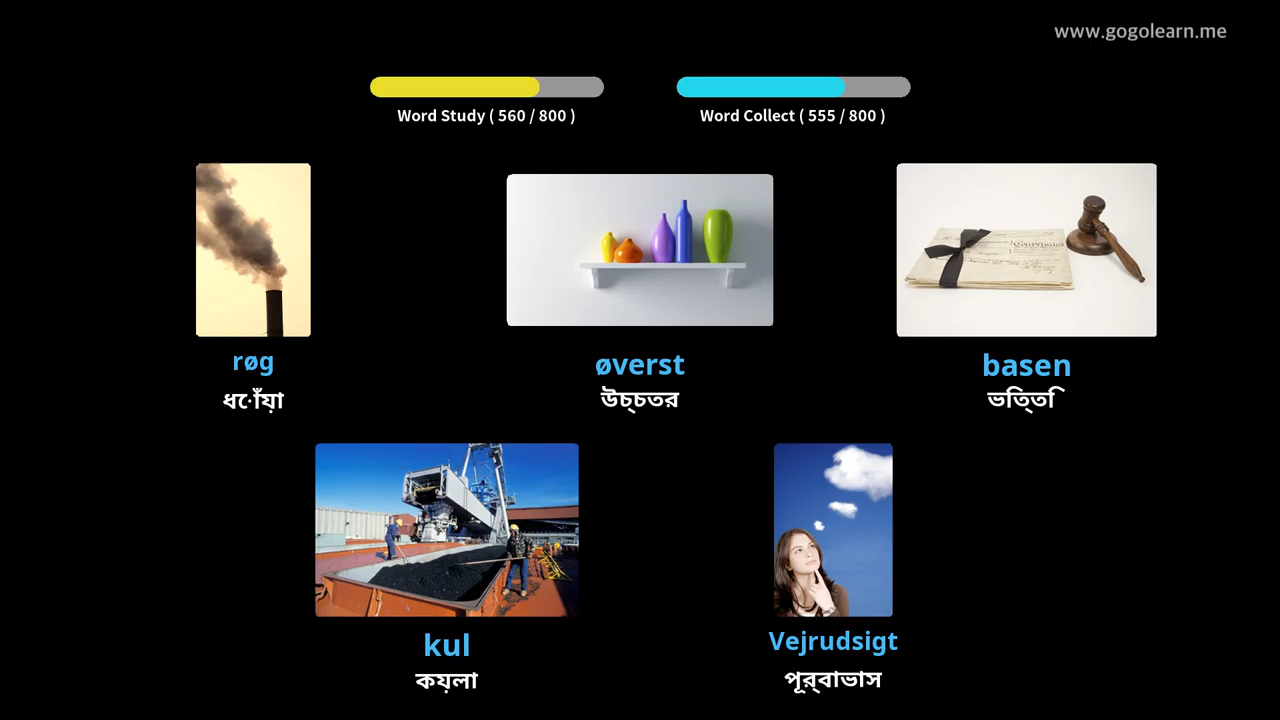 www.gogolearn.me
Word Study ( 560 / 800 )
Word Collect ( 555 / 800 )
røg
øverst
basen
ধোঁয়া
উচ্চতর
ভিত্তি
kul
Vejrudsigt
কয়লা
পূর্বাভাস